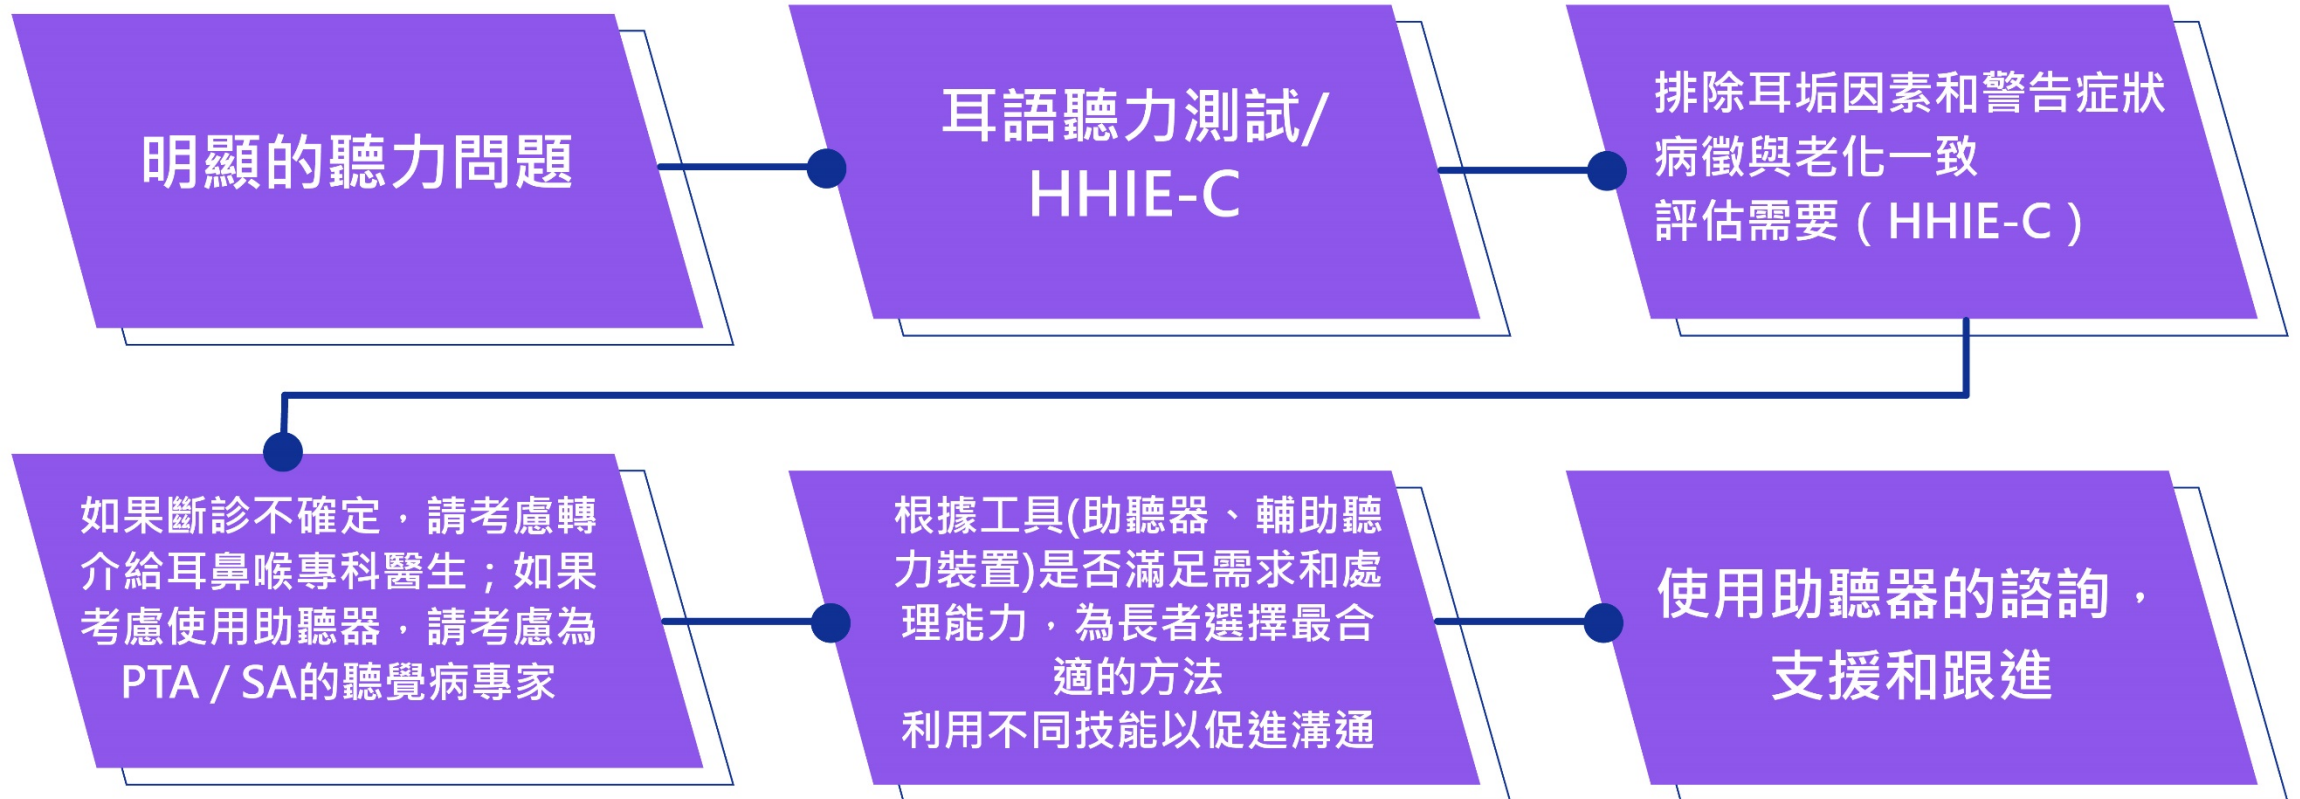 明顯的聽力問題
耳語聽力測試/
HHIE-C
排除耳垢因素和警告症狀
病徵與老化一致
評估需要（HHIE-C）
如果斷診不確定，請考慮轉
介給耳鼻喉專科醫生；如果
考慮使用助聽器，請考慮為
PTA / SA的聽覺病專家
根據工具(助聽器、輔助聽
力裝置)是否滿足需求和處
理能力，為長者選擇最合
適的方法
利用不同技能以促進溝通
使用助聽器的諮詢，
支援和跟進